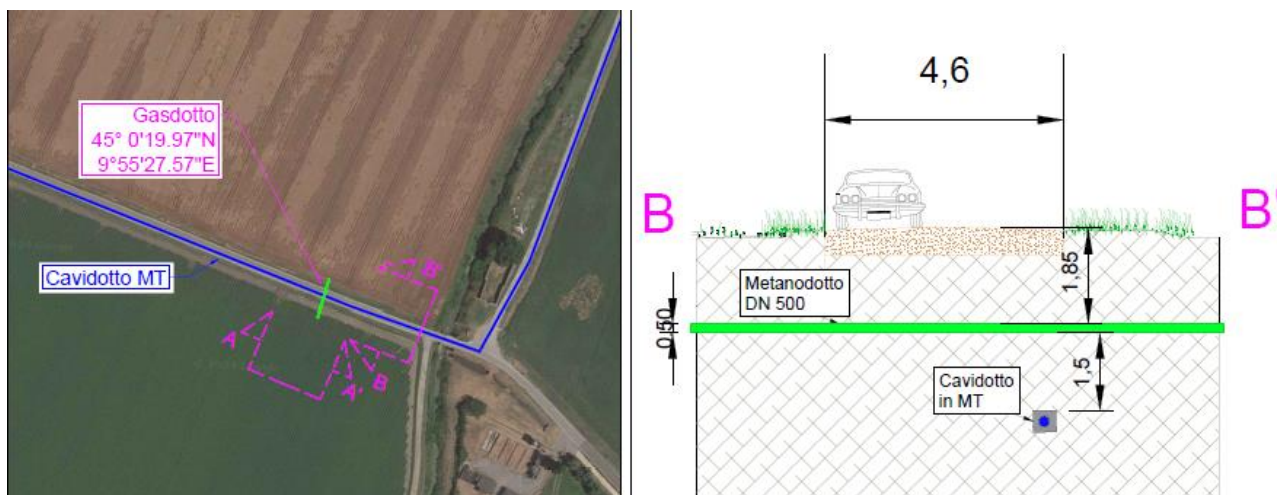 Gasdotto
45° 0'19.97"N
9°55'27.57"E
Cavidotto MT
B'
A
B
A'
4,6
B
B'
Metanodotto
DN 500
1,85
0,50
1,5
Cavidotto
in MT